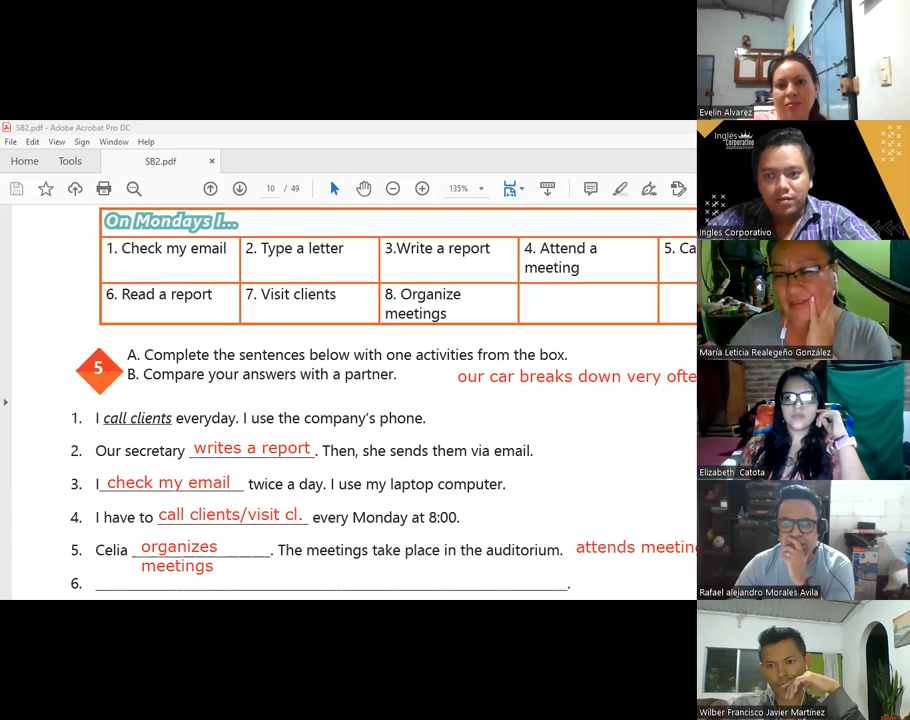 SB2.pdf - Adobe Acrobat Pro DC
File Edit View Sign Window Help
Home Tools SB2.pdf ×
10 / 49 135%
On Mondays I...
1. Check my email 2. Type a letter 3.Write a report 4. Attend a meeting 5. Ca
6. Read a report 7. Visit clients 8. Organize meetings
5
A. Complete the sentences below with one activities from the box.
B. Compare your answers with a partner.
our car breaks down very ofte
1. I call clients everyday. I use the company's phone.
2. Our secretary writes a report. Then, she sends them via email.
3. I check my email twice a day. I use my laptop computer.
4. I have to call clients/visit cl. every Monday at 8:00.
5. Celia organizes meetings. The meetings take place in the auditorium. attends meetin
6. .
Evelin Alvarez
Inglés Corporativo
Ingles Corporativo
María Leticia Realegeño González
Elizabeth Catota
Rafael alejandro Morales Avila
Wilber Francisco Javier Martínez